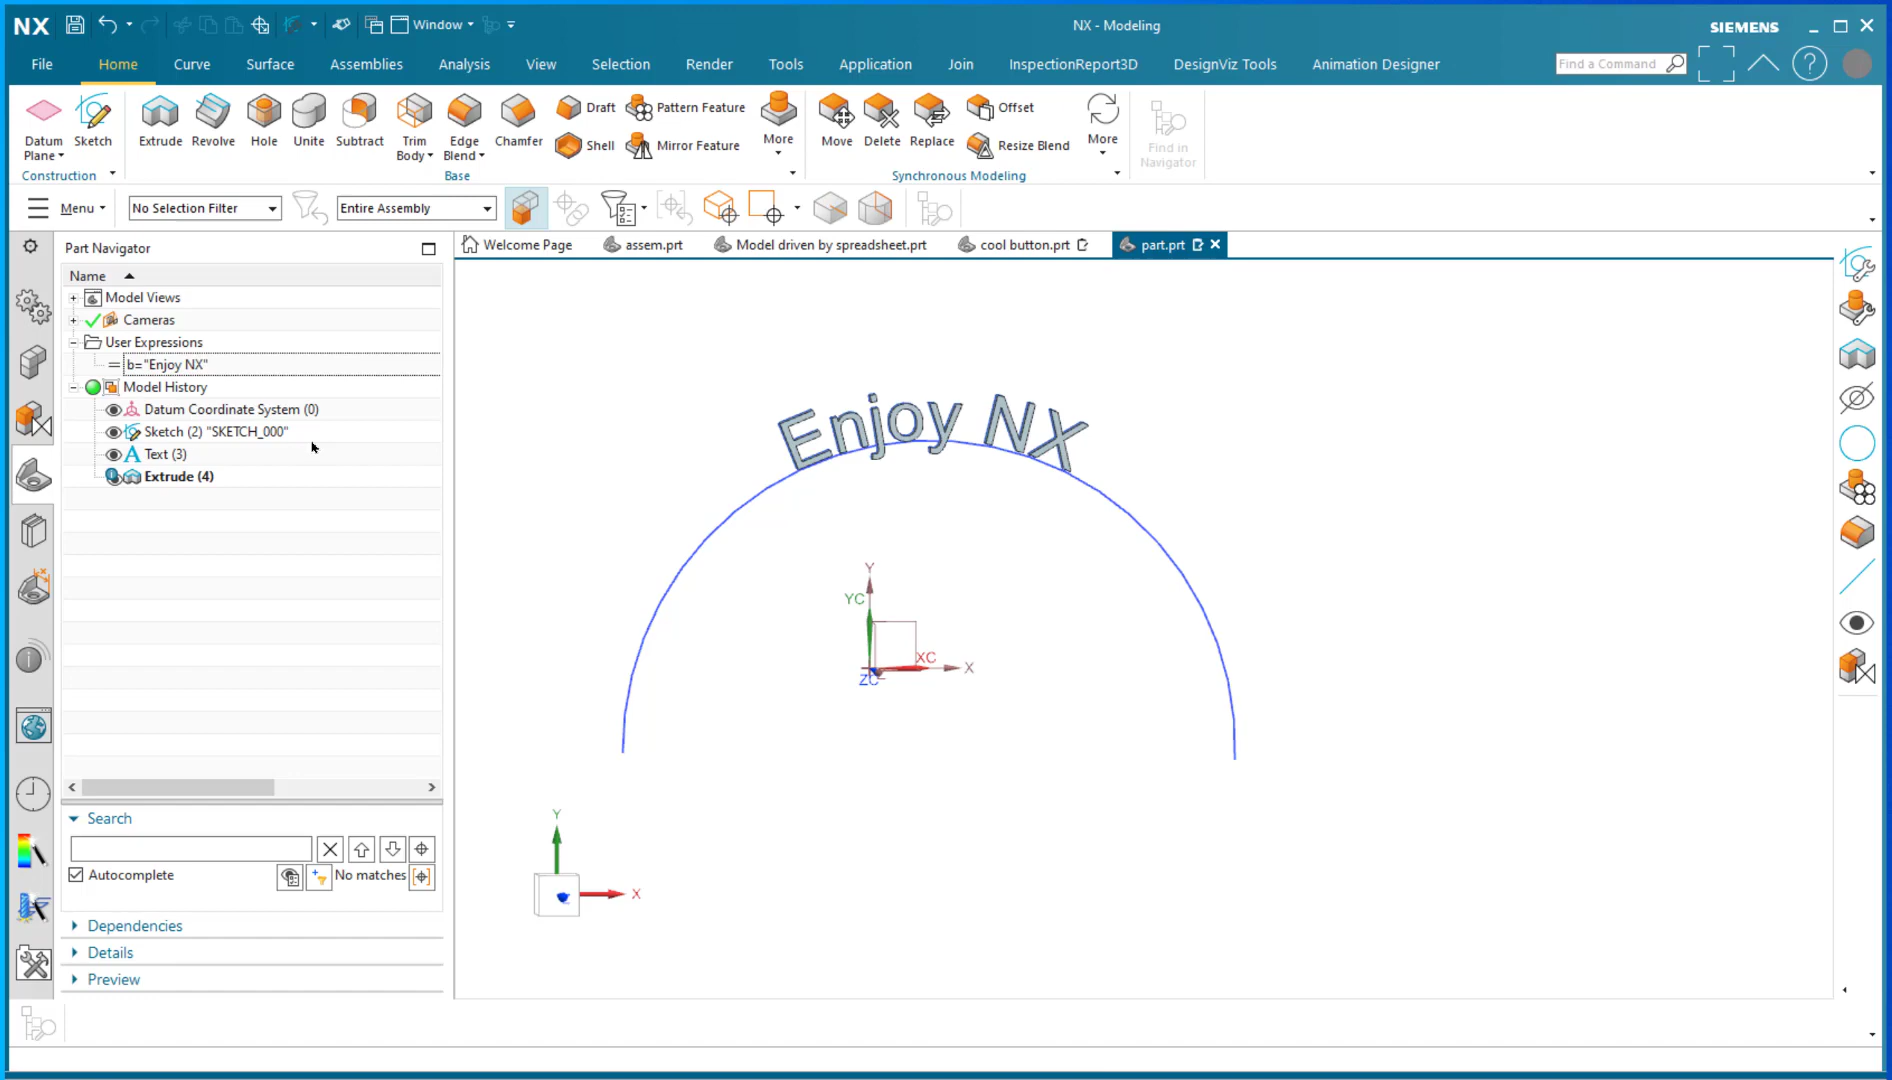 NX
Window
NX - Modeling
SIEMENS
File
Home
Curve
Surface
Assemblies
Analysis
View
Selection
Render
Tools
Application
Join
InspectionReport3D
DesignViz Tools
Animation Designer
Find a Command
Datum Plane
Sketch
Construction
Extrude
Revolve
Hole
Unite
Subtract
Trim Body
Edge Blend
Chamfer
Draft
Shell
Pattern Feature
Mirror Feature
More
Base
Move
Delete
Replace
Offset
Resize Blend
More
Synchronous Modeling
Find in Navigator
Menu
No Selection Filter
Entire Assembly
Part Navigator
Name
Model Views
Cameras
User Expressions
b="Enjoy NX"
Model History
Datum Coordinate System (0)
Sketch (2) "SKETCH_000"
Text (3)
Extrude (4)
Search
Autocomplete
No matches
Dependencies
Details
Preview
Welcome Page
assem.prt
Model driven by spreadsheet.prt
cool button.prt
part.prt
Enjoy NX
Y
YC
XC
X
ZC
Y
X